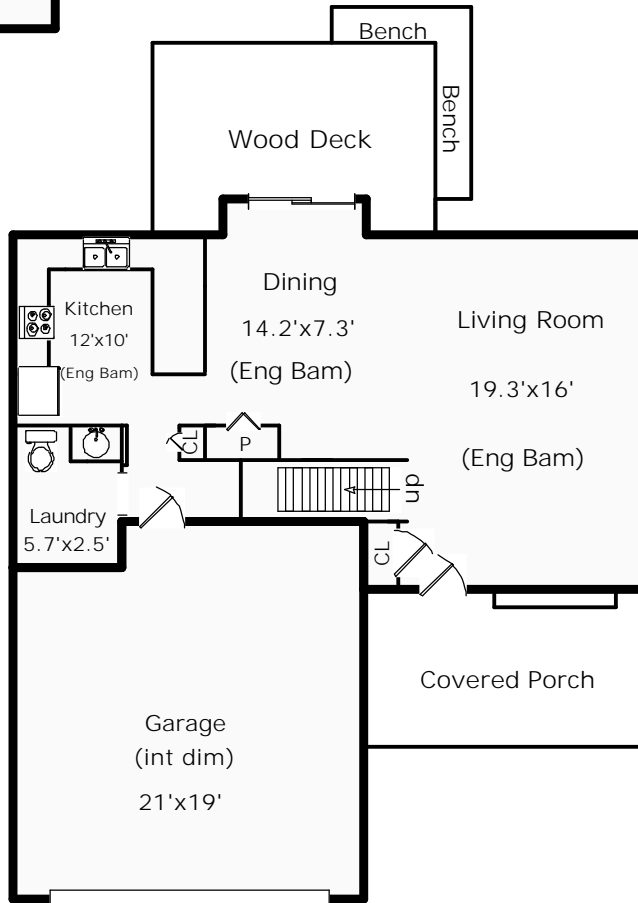 Bench
Bench
Wood Deck
Dining
14.2'x7.3'
(Eng Bam)
Kitchen
12'x10'
(Eng Bam)
Living Room
19.3'x16'
(Eng Bam)
CL
P
up
Laundry
5.7'x2.5'
CL
Covered Porch
Garage
(int dim)
21'x19'